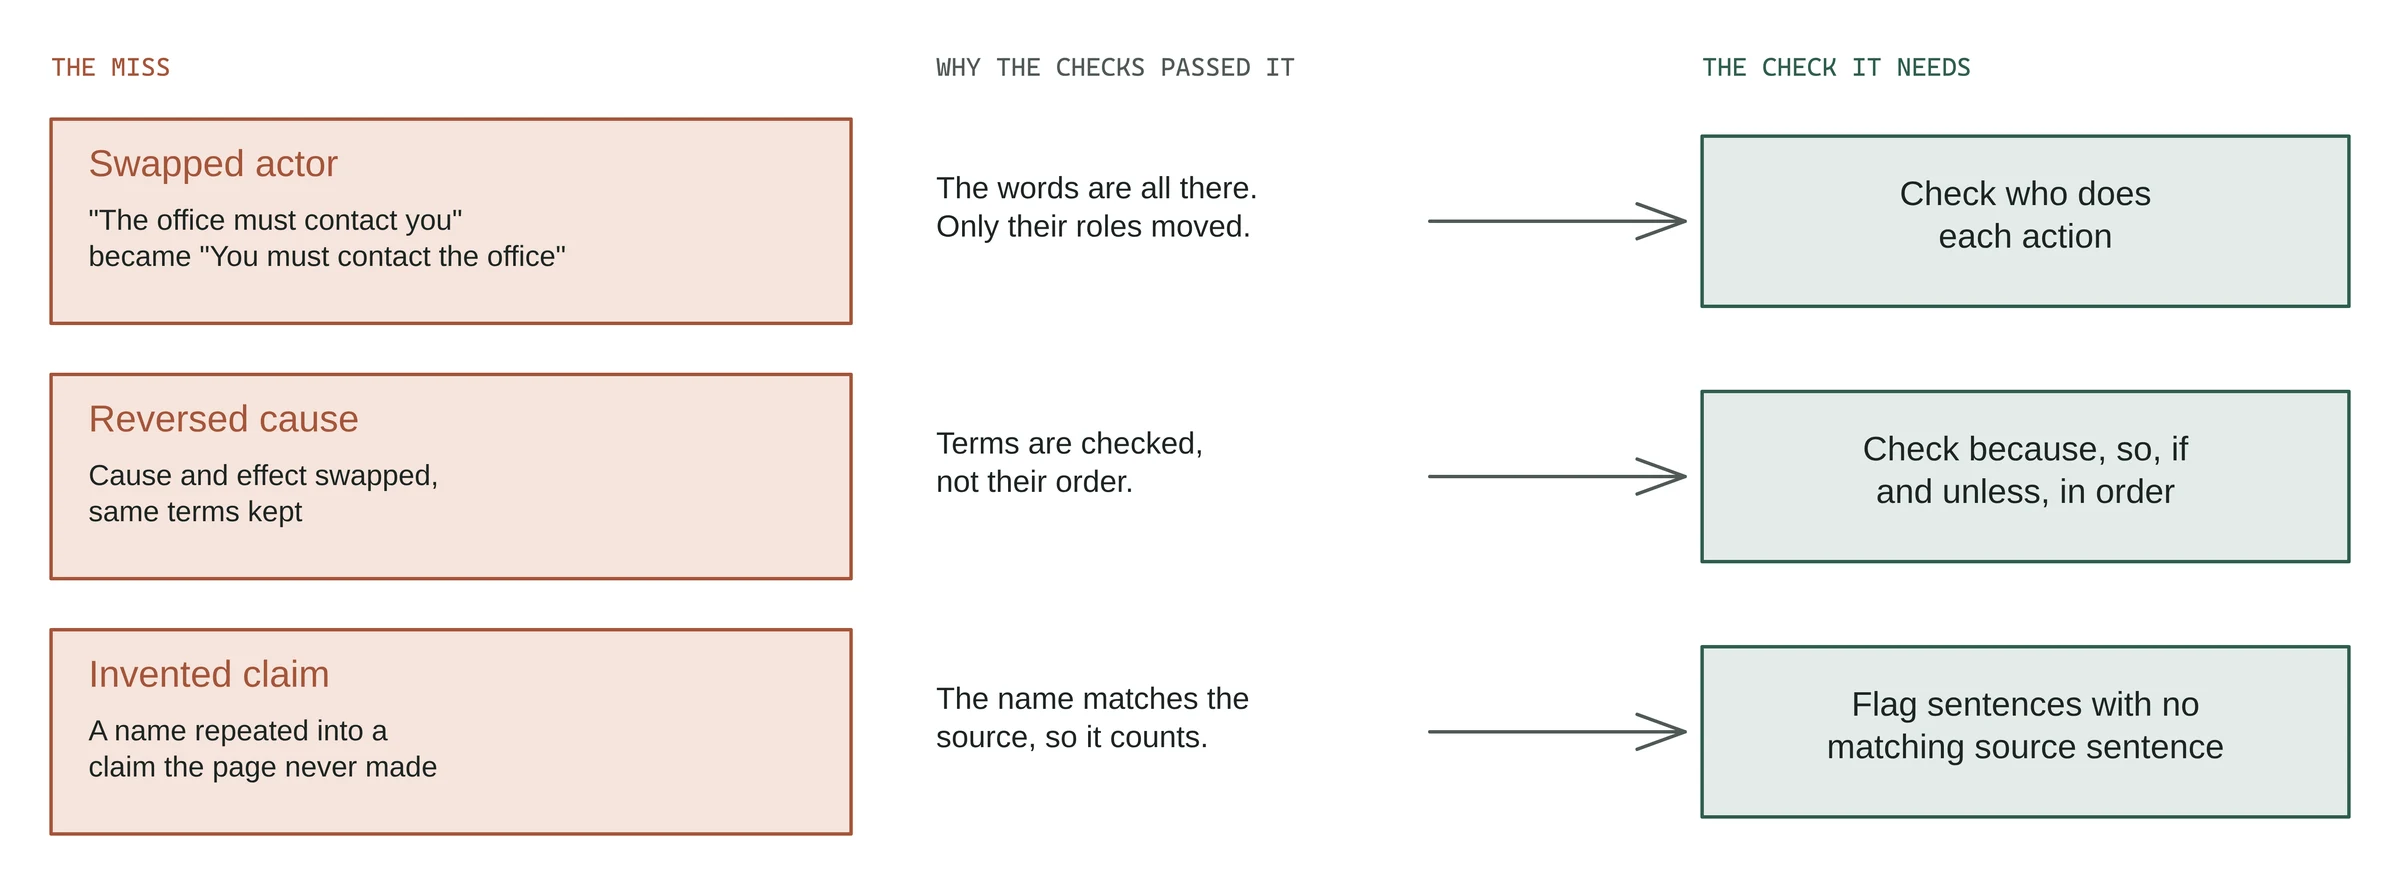 THE MISS
WHY THE CHECKS PASSED IT
THE CHECK IT NEEDS
Swapped actor
"The office must contact you"
became "You must contact the office"
The words are all there.
Only their roles moved.
Check who does
each action
Reversed cause
Cause and effect swapped,
same terms kept
Terms are checked,
not their order.
Check because, so, if
and unless, in order
Invented claim
A name repeated into a
claim the page never made
The name matches the
source, so it counts.
Flag sentences with no
matching source sentence